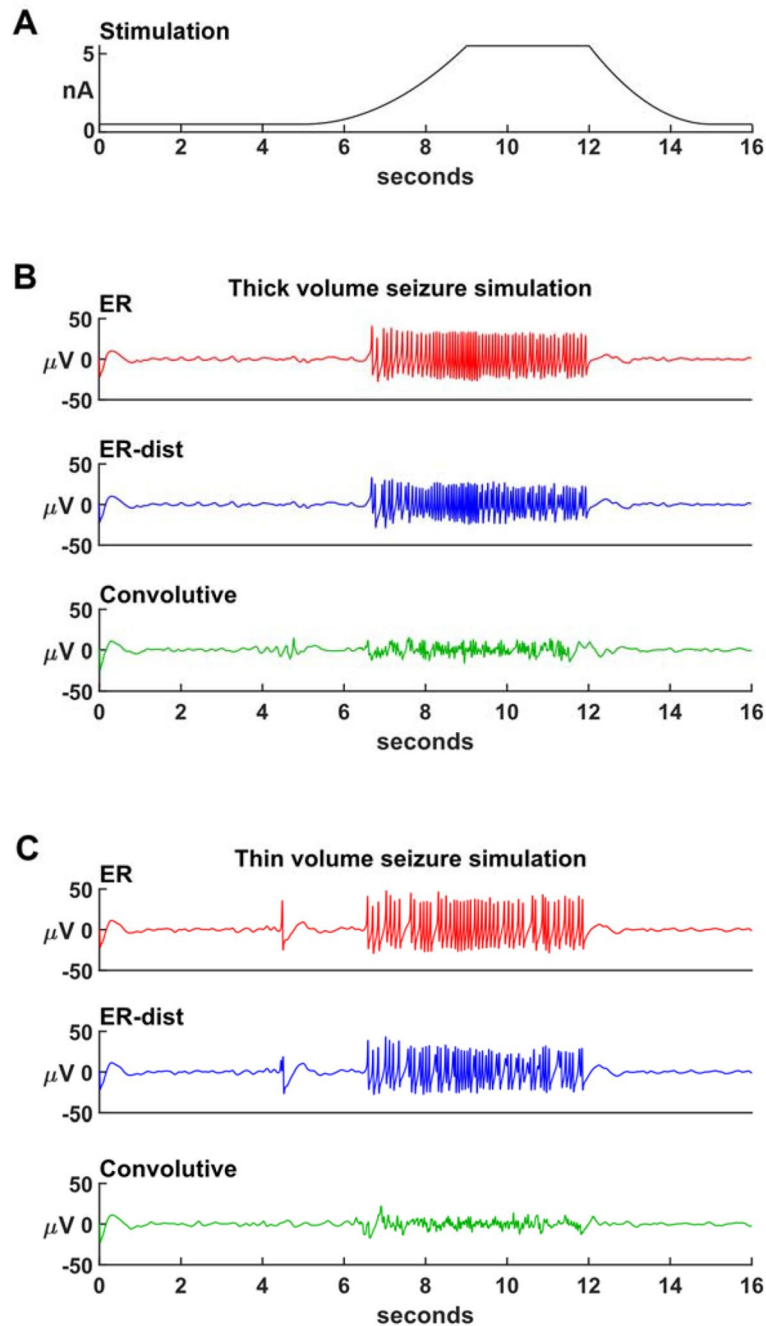 A
Stimulation
5
nA
0
0 2 4 6 8 10 12 14 16
seconds
B
Thick volume seizure simulation
ER
50
μV 0
-50
ER-dist
50
μV 0
-50
Convolutive
50
μV 0
-50
0 2 4 6 8 10 12 14 16
seconds
C
Thin volume seizure simulation
ER
50
μV 0
-50
ER-dist
50
μV 0
-50
Convolutive
50
μV 0
-50
0 2 4 6 8 10 12 14 16
seconds